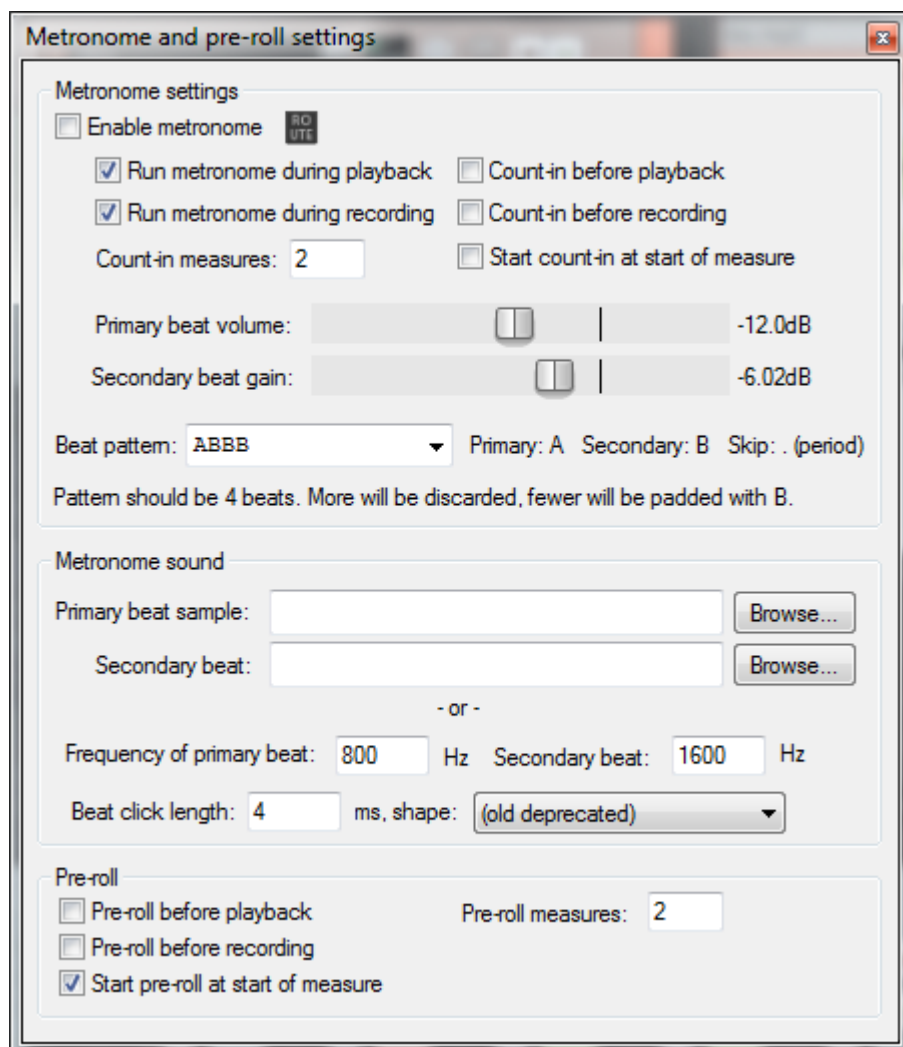 Metronome and pre-roll settings
Metronome settings
Enable metronome RO UTE
Run metronome during playback Count-in before playback
Run metronome during recording Count-in before recording
Count-in measures: 2 Start count-in at start of measure
Primary beat volume: -12.0dB
Secondary beat gain: -6.02dB
Beat pattern: ABBB Primary: A Secondary: B Skip: . (period)
Pattern should be 4 beats. More will be discarded, fewer will be padded with B.
Metronome sound
Primary beat sample: Browse...
Secondary beat: Browse...
- or -
Frequency of primary beat: 800 Hz Secondary beat: 1600 Hz
Beat click length: 4 ms, shape: (old deprecated)
Pre-roll
Pre-roll before playback Pre-roll measures: 2
Pre-roll before recording
Start pre-roll at start of measure